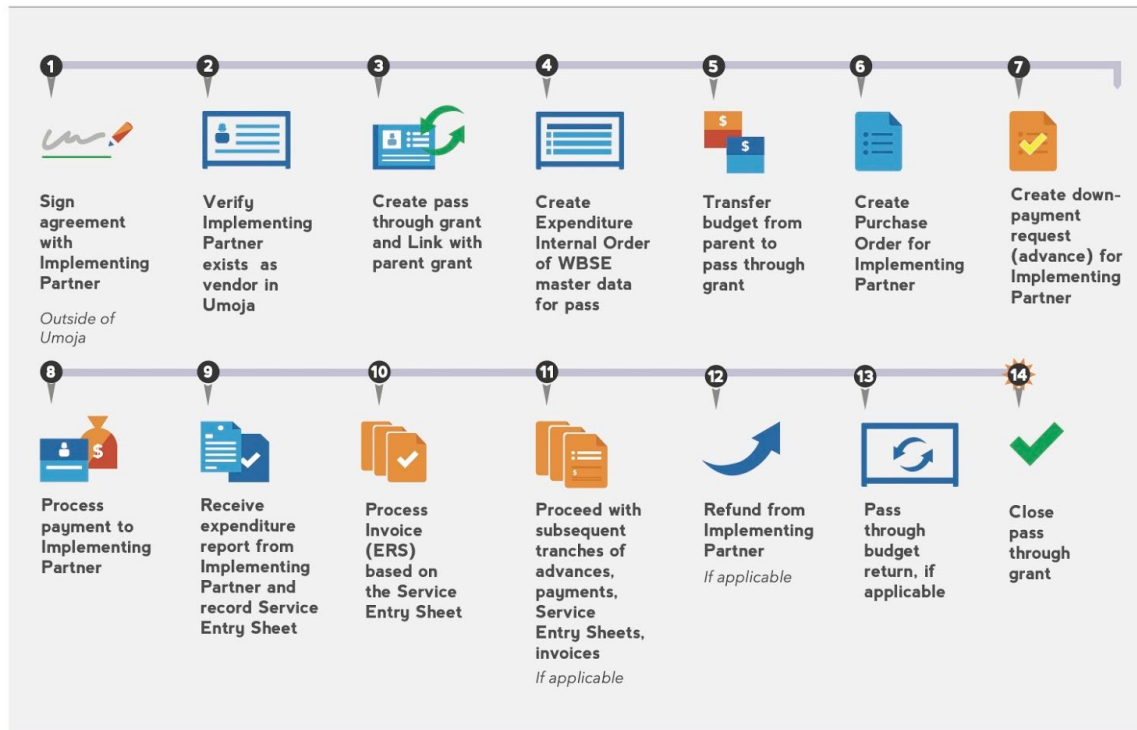 1
Sign
agreement
with
Implementing
Partner
Outside of
Umoja
2
Verify
Implementing
Partner
exists as
vendor in
Umoja
3
Create pass
through grant
and Link with
parent grant
4
Create
Expenditure
Internal Order
of WBSE
master data
for pass
5
$
$
Transfer
budget from
parent to
pass through
grant
6
Create
Purchase
Order for
Implementing
Partner
7
Create down-
payment
request
(advance) for
Implementing
Partner
8
$
Process
payment to
Implementing
Partner
9
Receive
expenditure
report from
Implementing
Partner and
record Service
Entry Sheet
10
Process
Invoice
(ERS)
based on
the Service
Entry Sheet
11
$
Proceed with
subsequent
tranches of
advances,
payments,
Service
Entry Sheets,
invoices
If applicable
12
Refund from
Implementing
Partner
If applicable
13
Pass
through
budget
return, if
applicable
14
Close
pass
through
grant